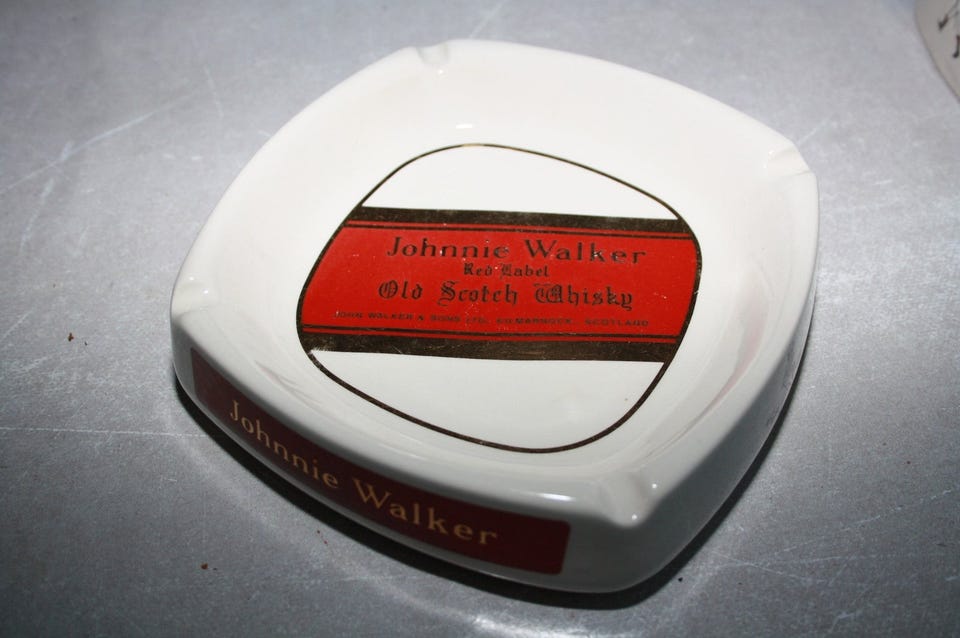 Johnnie Walker
Red Label
Old Scotch Whisky
JOHN WALKER & SONS LTD. KILMARNOCK, SCOTLAND
Johnnie Walker